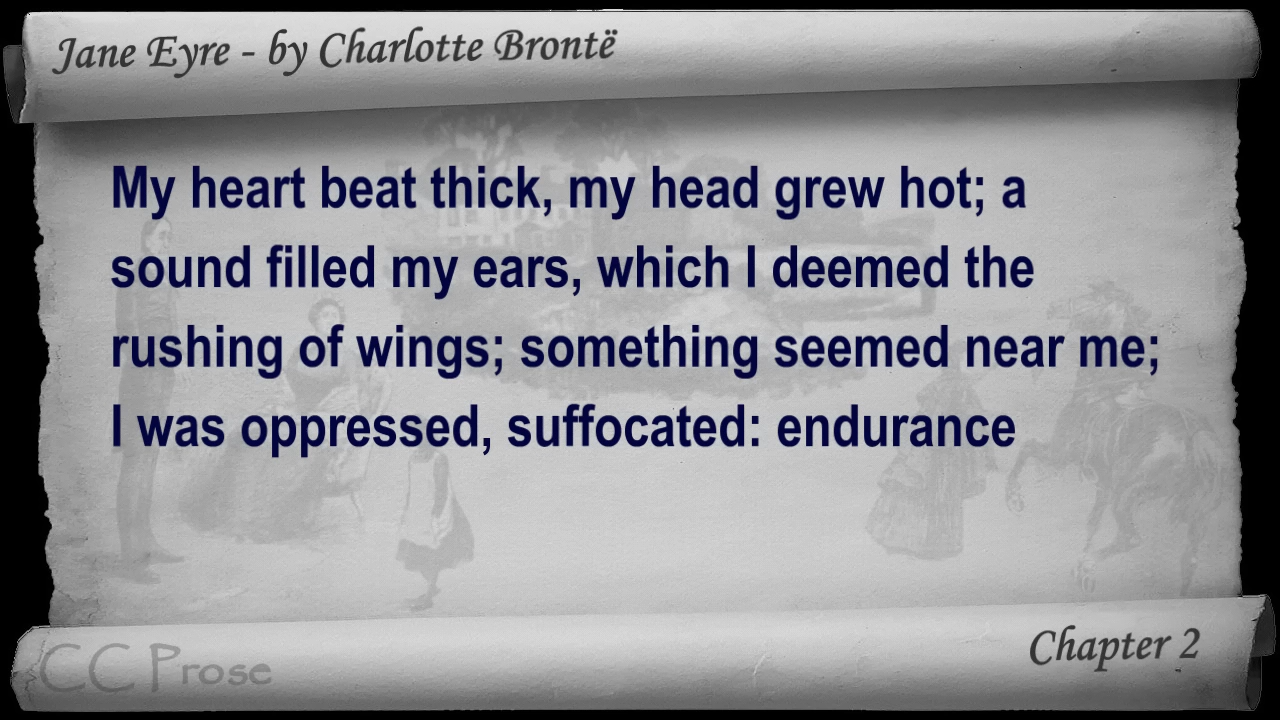 Jane Eyre - by Charlotte Brontë
My heart beat thick, my head grew hot; a
sound filled my ears, which I deemed the
rushing of wings; something seemed near me;
I was oppressed, suffocated: endurance
Chapter 2
CC Prose